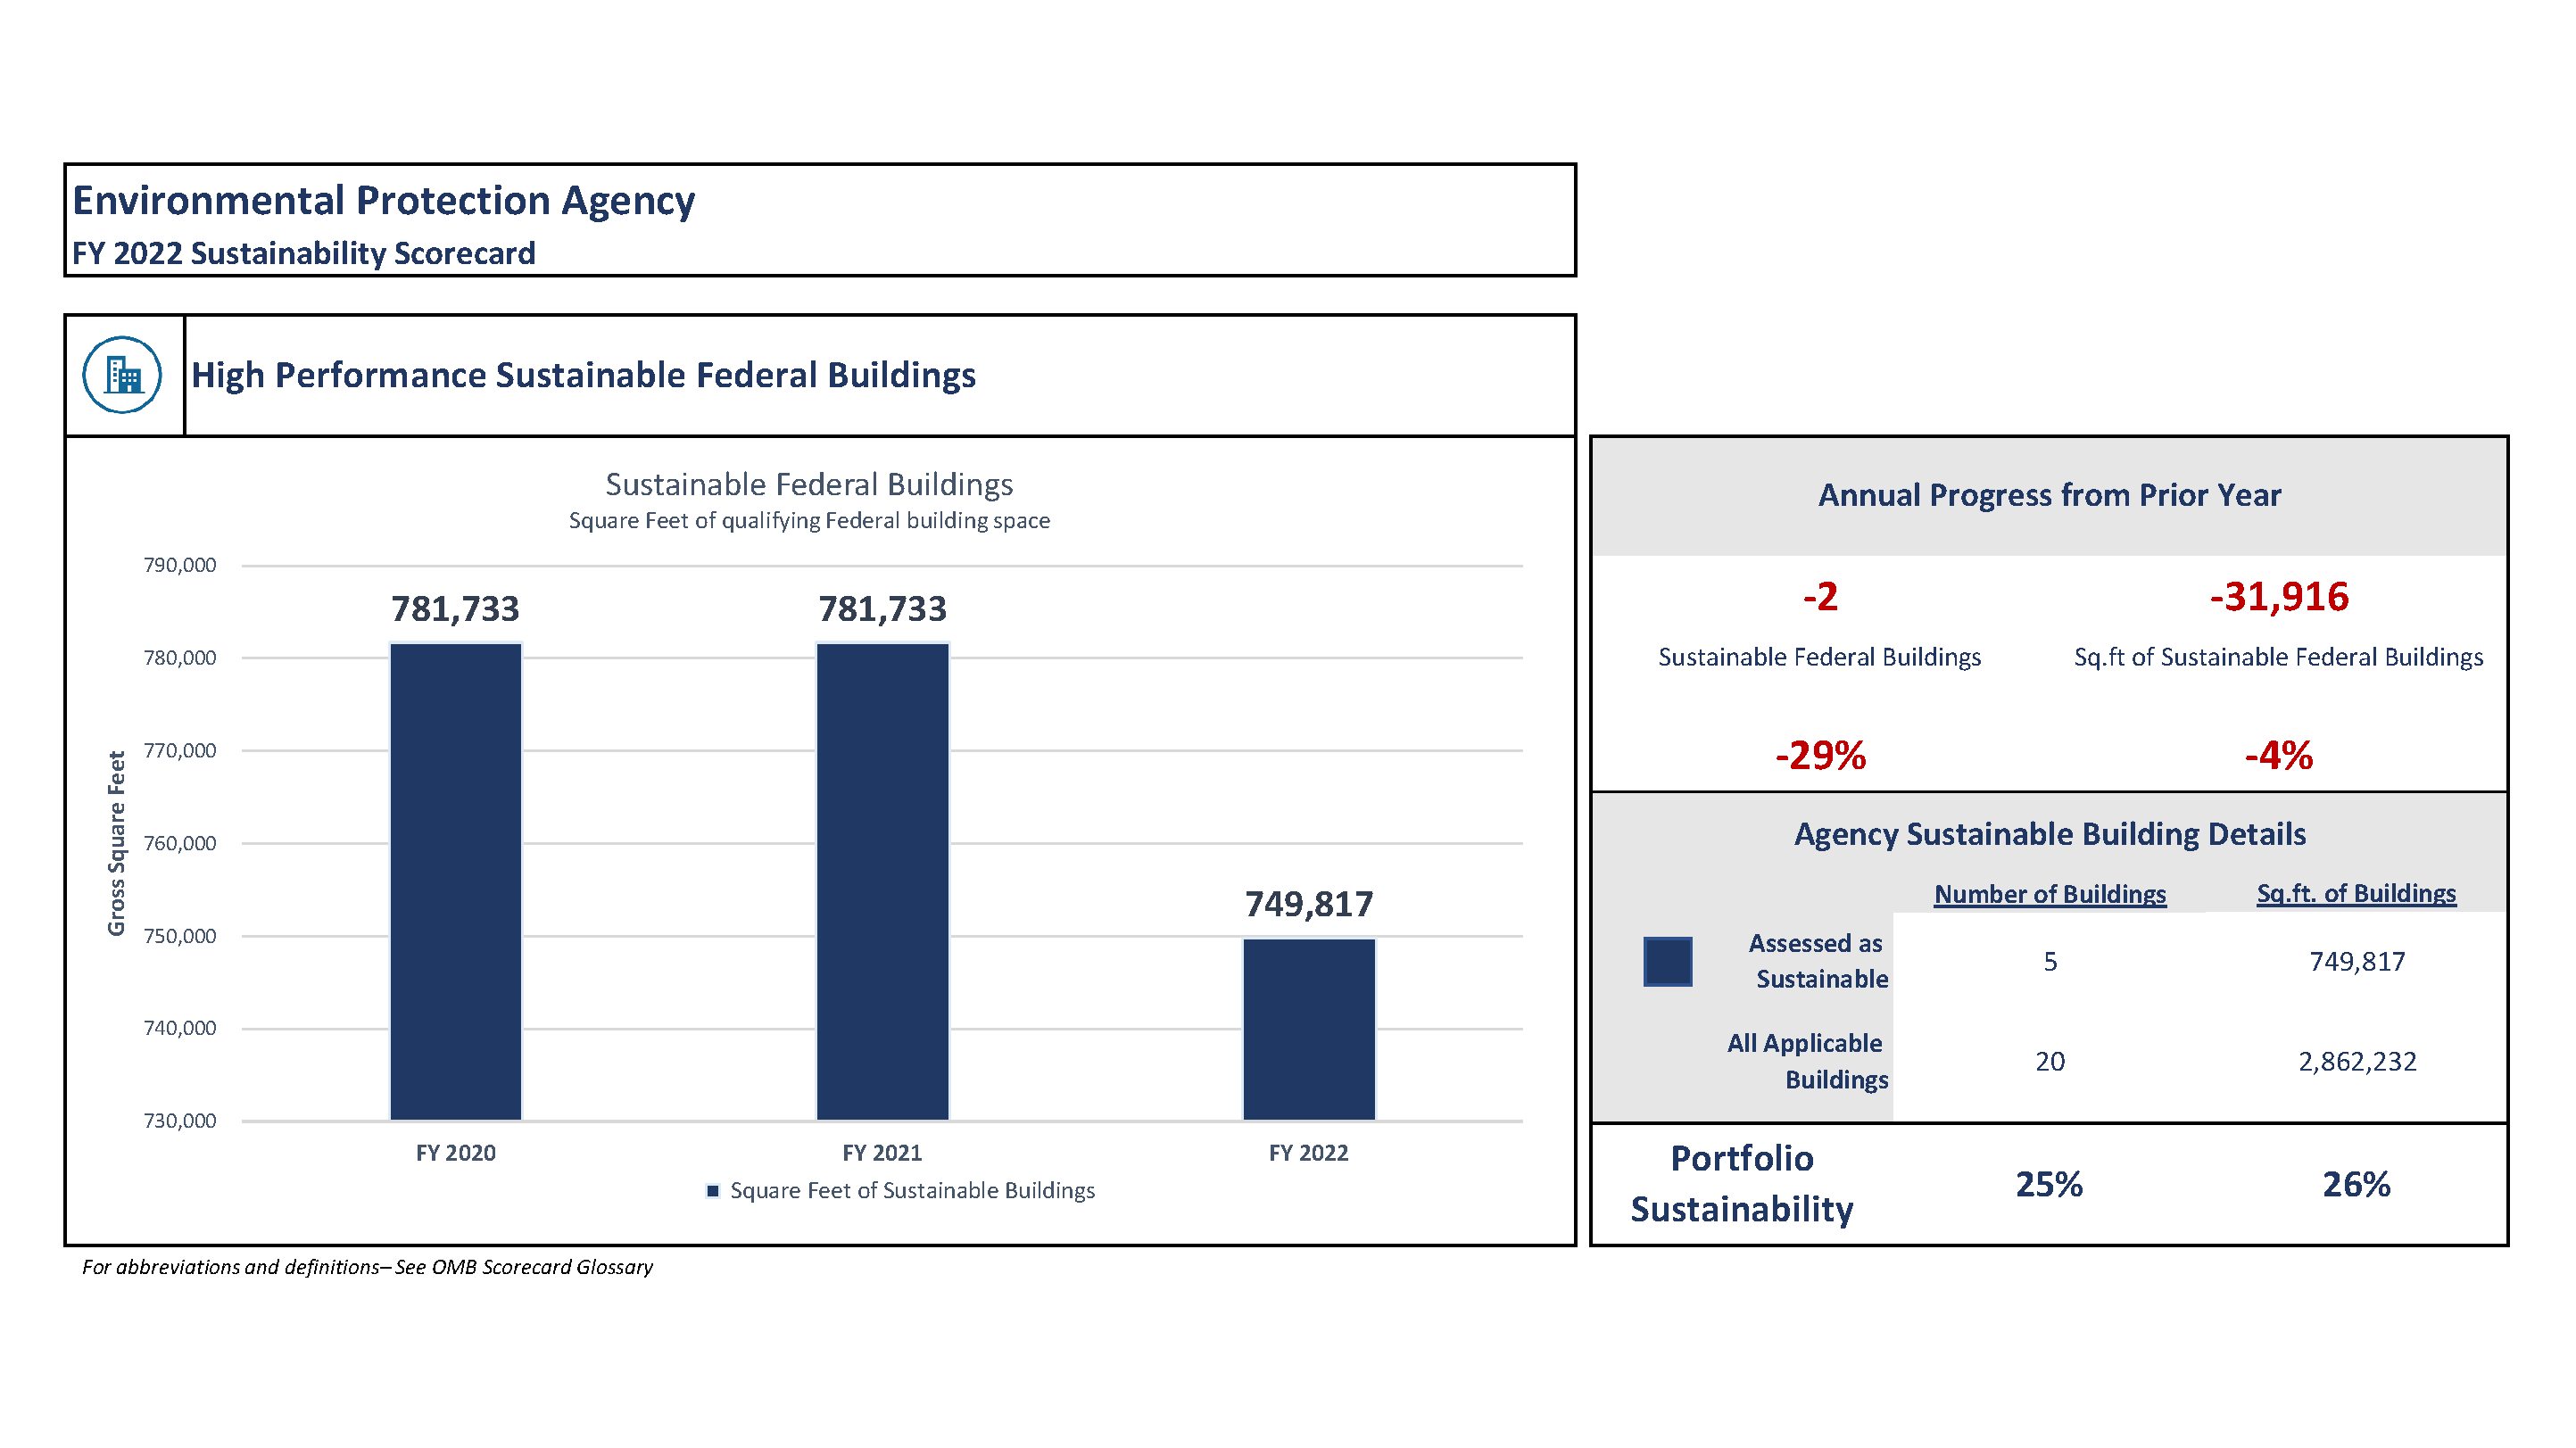 Environmental Protection Agency
FY 2022 Sustainability Scorecard
High Performance Sustainable Federal Buildings
Sustainable Federal Buildings
Square Feet of qualifying Federal building space
Gross Square Feet
790,000
780,000
770,000
760,000
750,000
740,000
730,000
781,733
781,733
749,817
FY 2020
FY 2021
FY 2022
Square Feet of Sustainable Buildings
Annual Progress from Prior Year
-2
-31,916
Sustainable Federal Buildings
Sq.ft of Sustainable Federal Buildings
-29%
-4%
Agency Sustainable Building Details
Number of Buildings
Sq.ft. of Buildings
Assessed as
Sustainable
5
749,817
All Applicable
Buildings
20
2,862,232
Portfolio
Sustainability
25%
26%
For abbreviations and definitions– See OMB Scorecard Glossary